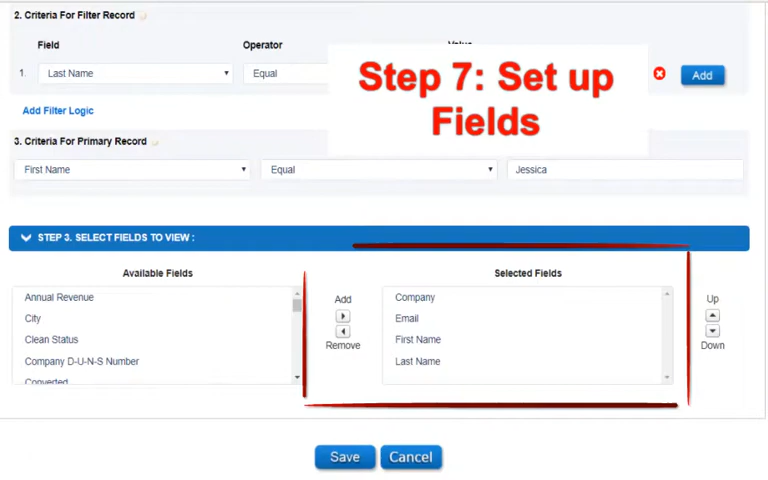 2. Criteria For Filter Record
Field Operator Value
Step 7: Set up
Fields
1. Last Name Equal Add
Add Filter Logic
3. Criteria For Primary Record
First Name Equal Jessica
STEP 3. SELECT FIELDS TO VIEW :
Available Fields Selected Fields
Annual Revenue
City
Clean Status
Company D-U-N-S Number
Converted
Add
Remove
Company
Email
First Name
Last Name
Up
Down
Save Cancel